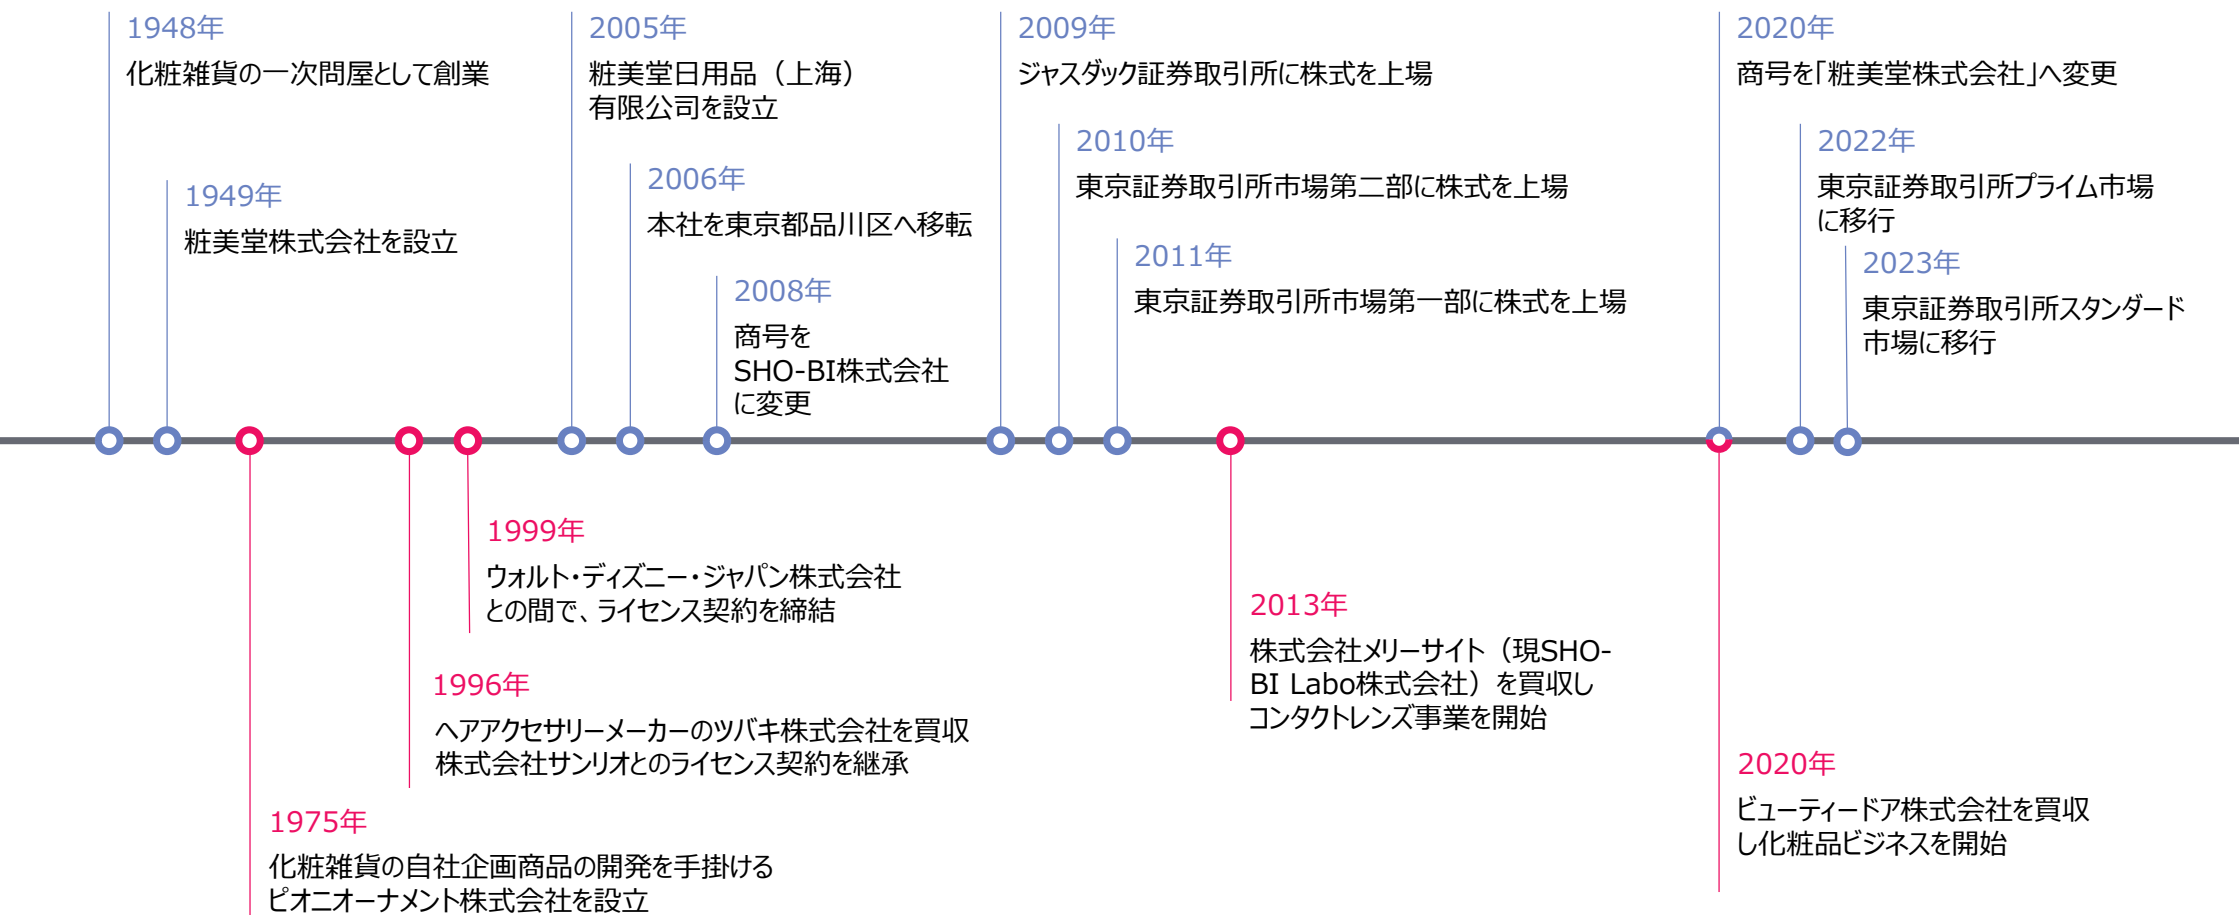 1948年
化粧雑貨の一次問屋として創業
1949年
粧美堂株式会社を設立
2005年
粧美堂日用品（上海）
有限公司を設立
2006年
本社を東京都品川区へ移転
2008年
商号を
SHO-BI株式会社
に変更
2009年
ジャスダック証券取引所に株式を上場
2010年
東京証券取引所市場第二部に株式を上場
2011年
東京証券取引所市場第一部に株式を上場
2020年
商号を「粧美堂株式会社」へ変更
2022年
東京証券取引所プライム市場
に移行
2023年
東京証券取引所スタンダード
市場に移行
1999年
ウォルト・ディズニー・ジャパン株式会社
との間で、ライセンス契約を締結
1996年
ヘアアクセサリーメーカーのツバキ株式会社を買収
株式会社サンリオとのライセンス契約を継承
1975年
化粧雑貨の自社企画商品の開発を手掛ける
ピオニオーナメント株式会社を設立
2013年
株式会社メリーサイト（現SHO-
BI Labo株式会社）を買収し
コンタクトレンズ事業を開始
2020年
ビューティードア株式会社を買収
し化粧品ビジネスを開始